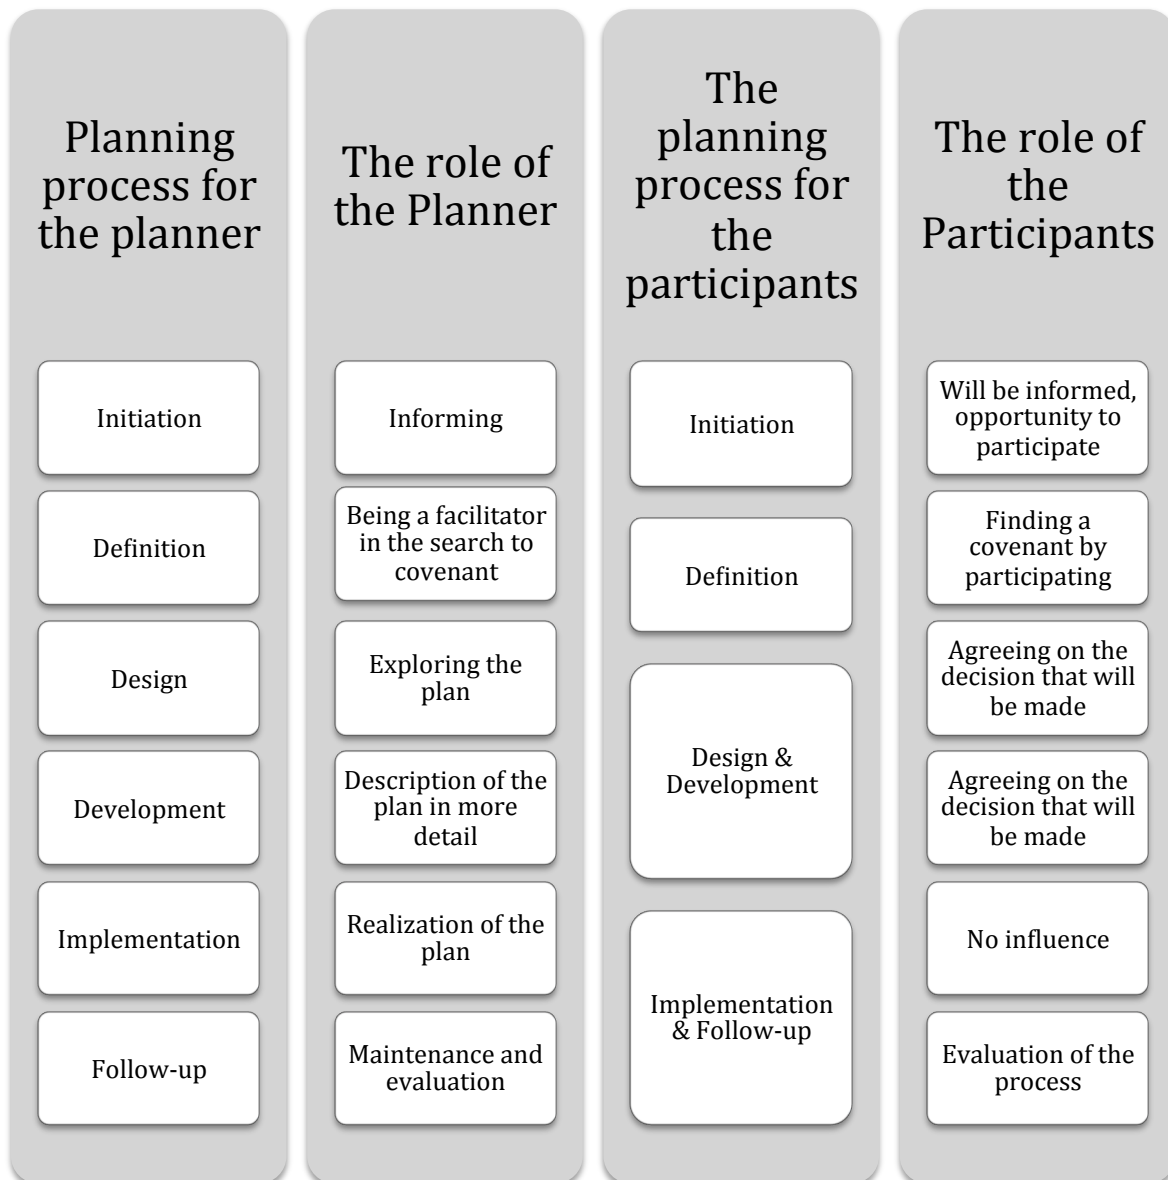 Planning
process for
the planner
Initiation
Definition
Design
Development
Implementation
Follow-up
The role of
the Planner
Informing
Being a facilitator
in the search to
covenant
Exploring the
plan
Description of the
plan in more
detail
Realization of the
plan
Maintenance and
evaluation
The
planning
process for
the
participants
Initiation
Definition
Design &
Development
Implementation
& Follow-up
The role of
the
Participants
Will be informed,
opportunity to
participate
Finding a
covenant by
participating
Agreeing on the
decision that will
be made
Agreeing on the
decision that will
be made
No influence
Evaluation of the
process